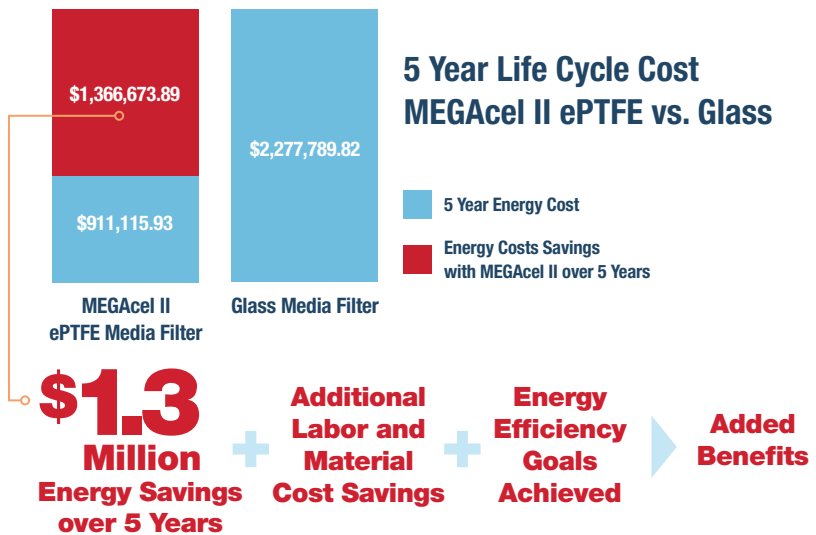 $1,366,673.89
$911,115.93
$2,277,789.82
MEGAcel II
ePTFE Media Filter
Glass Media Filter
5 Year Life Cycle Cost
MEGAcel II ePTFE vs. Glass
5 Year Energy Cost
Energy Costs Savings
with MEGAcel II over 5 Years
$1.3
Million
Energy Savings
over 5 Years
+
Additional
Labor and
Material
Cost Savings
+
Energy
Efficiency
Goals
Achieved
Added
Benefits